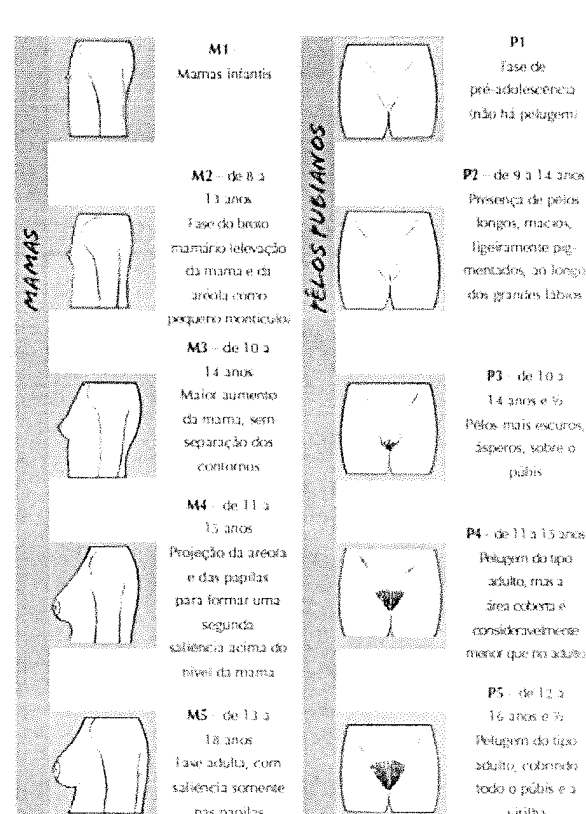 MAMAS
M1
Mamas infantis
M2 – de 8 a
13 anos
Fase do broto
mamário (elevação
da mama e da
aréola como
pequeno montículo)
M3 – de 10 a
14 anos
Maior aumento
da mama, sem
separação dos
contornos
M4 – de 11 a
15 anos
Projeção da aréola
e das papilas
para formar uma
segunda
saliência acima do
nível da mama
M5 – de 13 a
18 anos
Fase adulta, com
saliência somente
nas papilas
PÊLOS PUBIANOS
P1
Fase de
pré-adolescência
(não há pelugem)
P2 – de 9 a 14 anos
Presença de pêlos
longos, macios,
ligeiramente pig-
mentados, ao longo
dos grandes lábios
P3 – de 10 a
14 anos e ½
Pêlos mais escuros,
ásperos, sobre o
púbis
P4 – de 11 a 15 anos
Pelugem do tipo
adulto, mas a
área coberta é
consideravelmente
menor que no adulto
P5 – de 12 a
16 anos e ½
Pelugem do tipo
adulto, cobrindo
todo o púbis e a
virilha